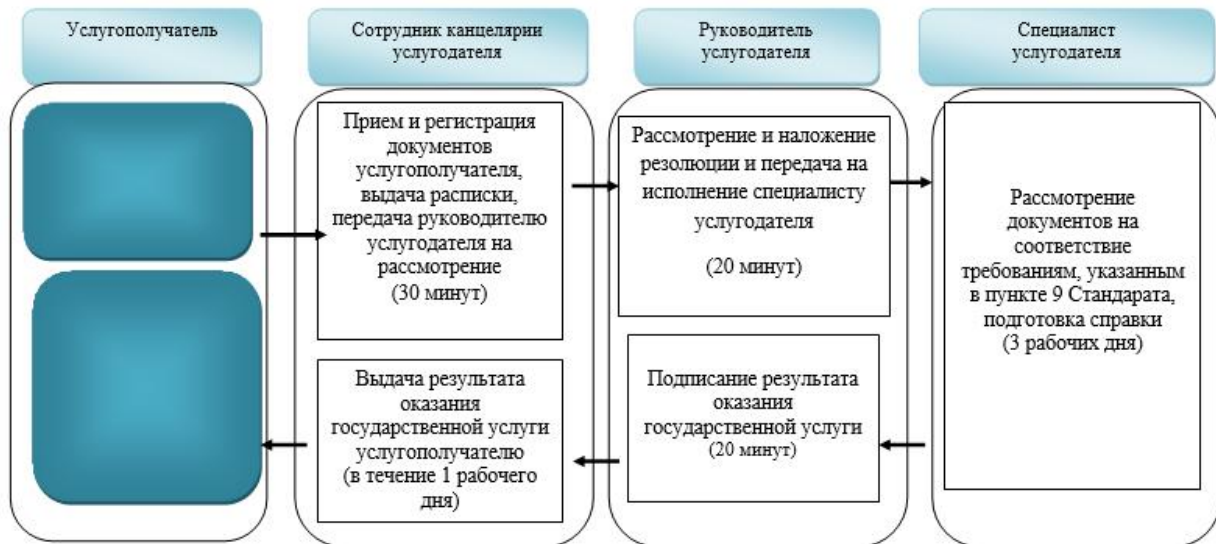 Услугополучатель
Сотрудник канцелярии
услугодателя
Руководитель
услугодателя
Специалист
услугодателя
Прием и регистрация
документов
услугополучателя,
выдача расписки,
передача руководителю
услугодателя на
рассмотрение
(30 минут)
Рассмотрение и наложение
резолюции и передача на
исполнение специалисту
услугодателя
(20 минут)
Рассмотрение
документов на
соответствие
требованиям, указанным
в пункте 9 Стандарата,
подготовка справки
(3 рабочих дня)
Выдача результата
оказания
государственной услуги
услугополучателю
(в течение 1 рабочего
дня)
Подписание результата
оказания
государственной услуги
(20 минут)